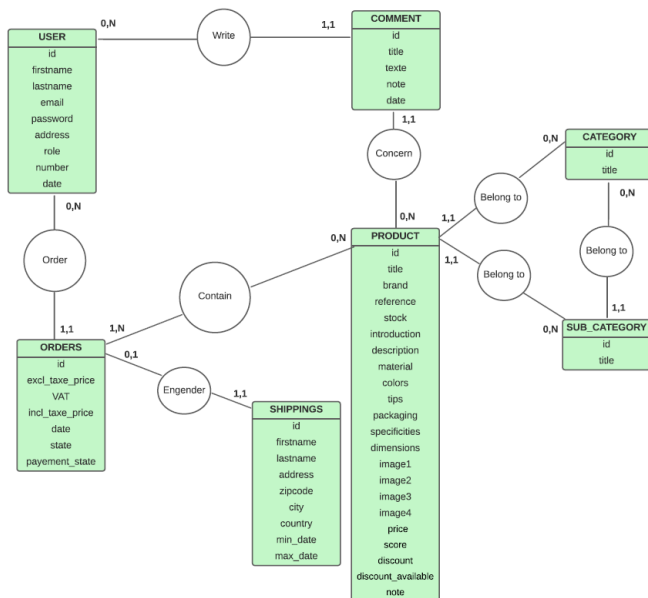 0,N
Write
1,1
USER
id
firstname
lastname
email
password
address
role
number
date
COMMENT
id
title
texte
note
date
1,1
Concern
0,N
0,N
CATEGORY
id
title
Belong to
1,1
0,N
Belong to
1,1
0,N
Order
1,1
0,N
Contain
1,N
PRODUCT
id
title
brand
reference
stock
introduction
description
material
colors
tips
packaging
specificities
dimensions
image1
image2
image3
image4
price
score
discount
discount_available
note
1,1
Belong to
0,N
SUB_CATEGORY
id
title
ORDERS
id
excl_taxe_price
VAT
incl_taxe_price
date
state
payement_state
0,1
Engender
1,1
SHIPPINGS
id
firstname
lastname
address
zipcode
city
country
min_date
max_date